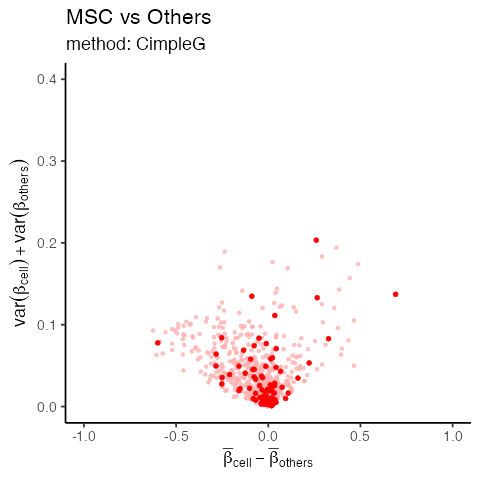 MSC vs Others
method: CimpleG
0.4
0.3
0.2
0.1
0.0
var(βcell) + var(βothers)
-1.0 -0.5 0.0 0.5 1.0
β̅cell − β̅others